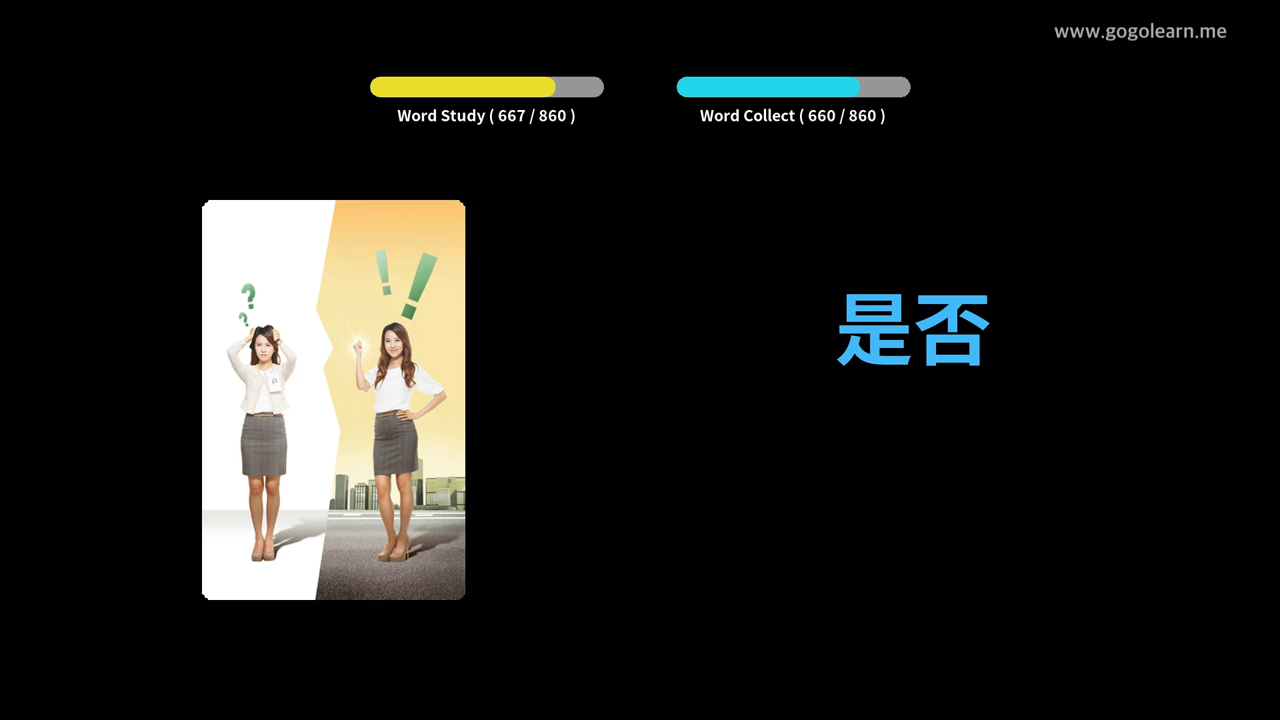 www.gogolearn.me
Word Study ( 667 / 860 )
Word Collect ( 660 / 860 )
? ?
! !
是否